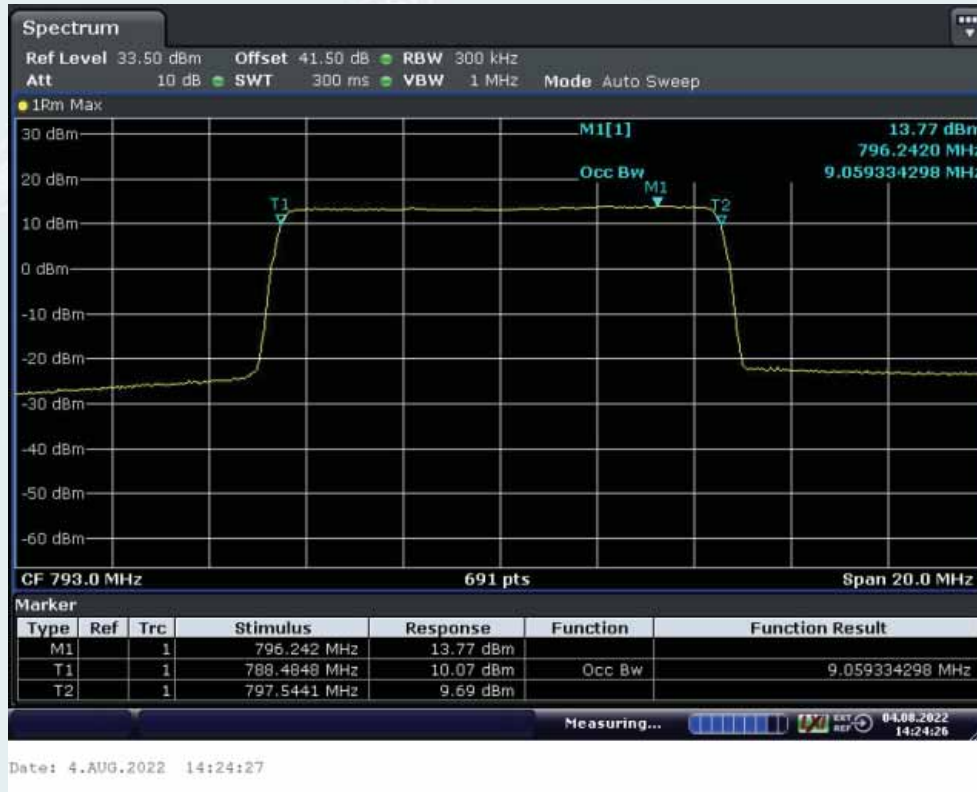 Spectrum
Ref Level 33.50 dBm Offset 41.50 dB RBW 300 kHz
Att 10 dB SWT 300 ms VBW 1 MHz Mode Auto Sweep
1Rm Max
30 dBm
M1[1] 13.77 dBm
796.2420 MHz
20 dBm
Occ Bw 9.059334298 MHz
M1
T1
T2
10 dBm
0 dBm
-10 dBm
-20 dBm
-30 dBm
-40 dBm
-50 dBm
-60 dBm
CF 793.0 MHz 691 pts Span 20.0 MHz
Marker
Type Ref Trc Stimulus Response Function Function Result
M1 1 796.242 MHz 13.77 dBm
T1 1 788.4848 MHz 10.07 dBm Occ Bw 9.059334298 MHz
T2 1 797.5441 MHz 9.69 dBm
Measuring... EXT REF 04.08.2022
14:24:26
Date: 4.AUG.2022 14:24:27